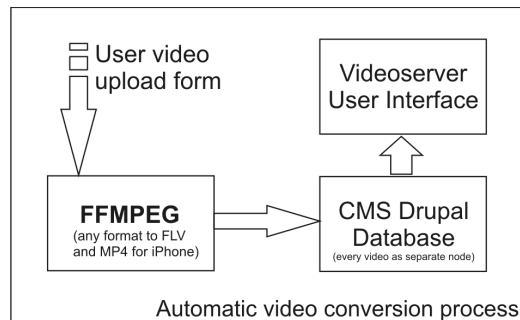 User video
upload form
Videoserver
User Interface
FFMPEG
(any format to FLV
and MP4 for iPhone)
CMS Drupal
Database
(every video as separate node)
Automatic video conversion process